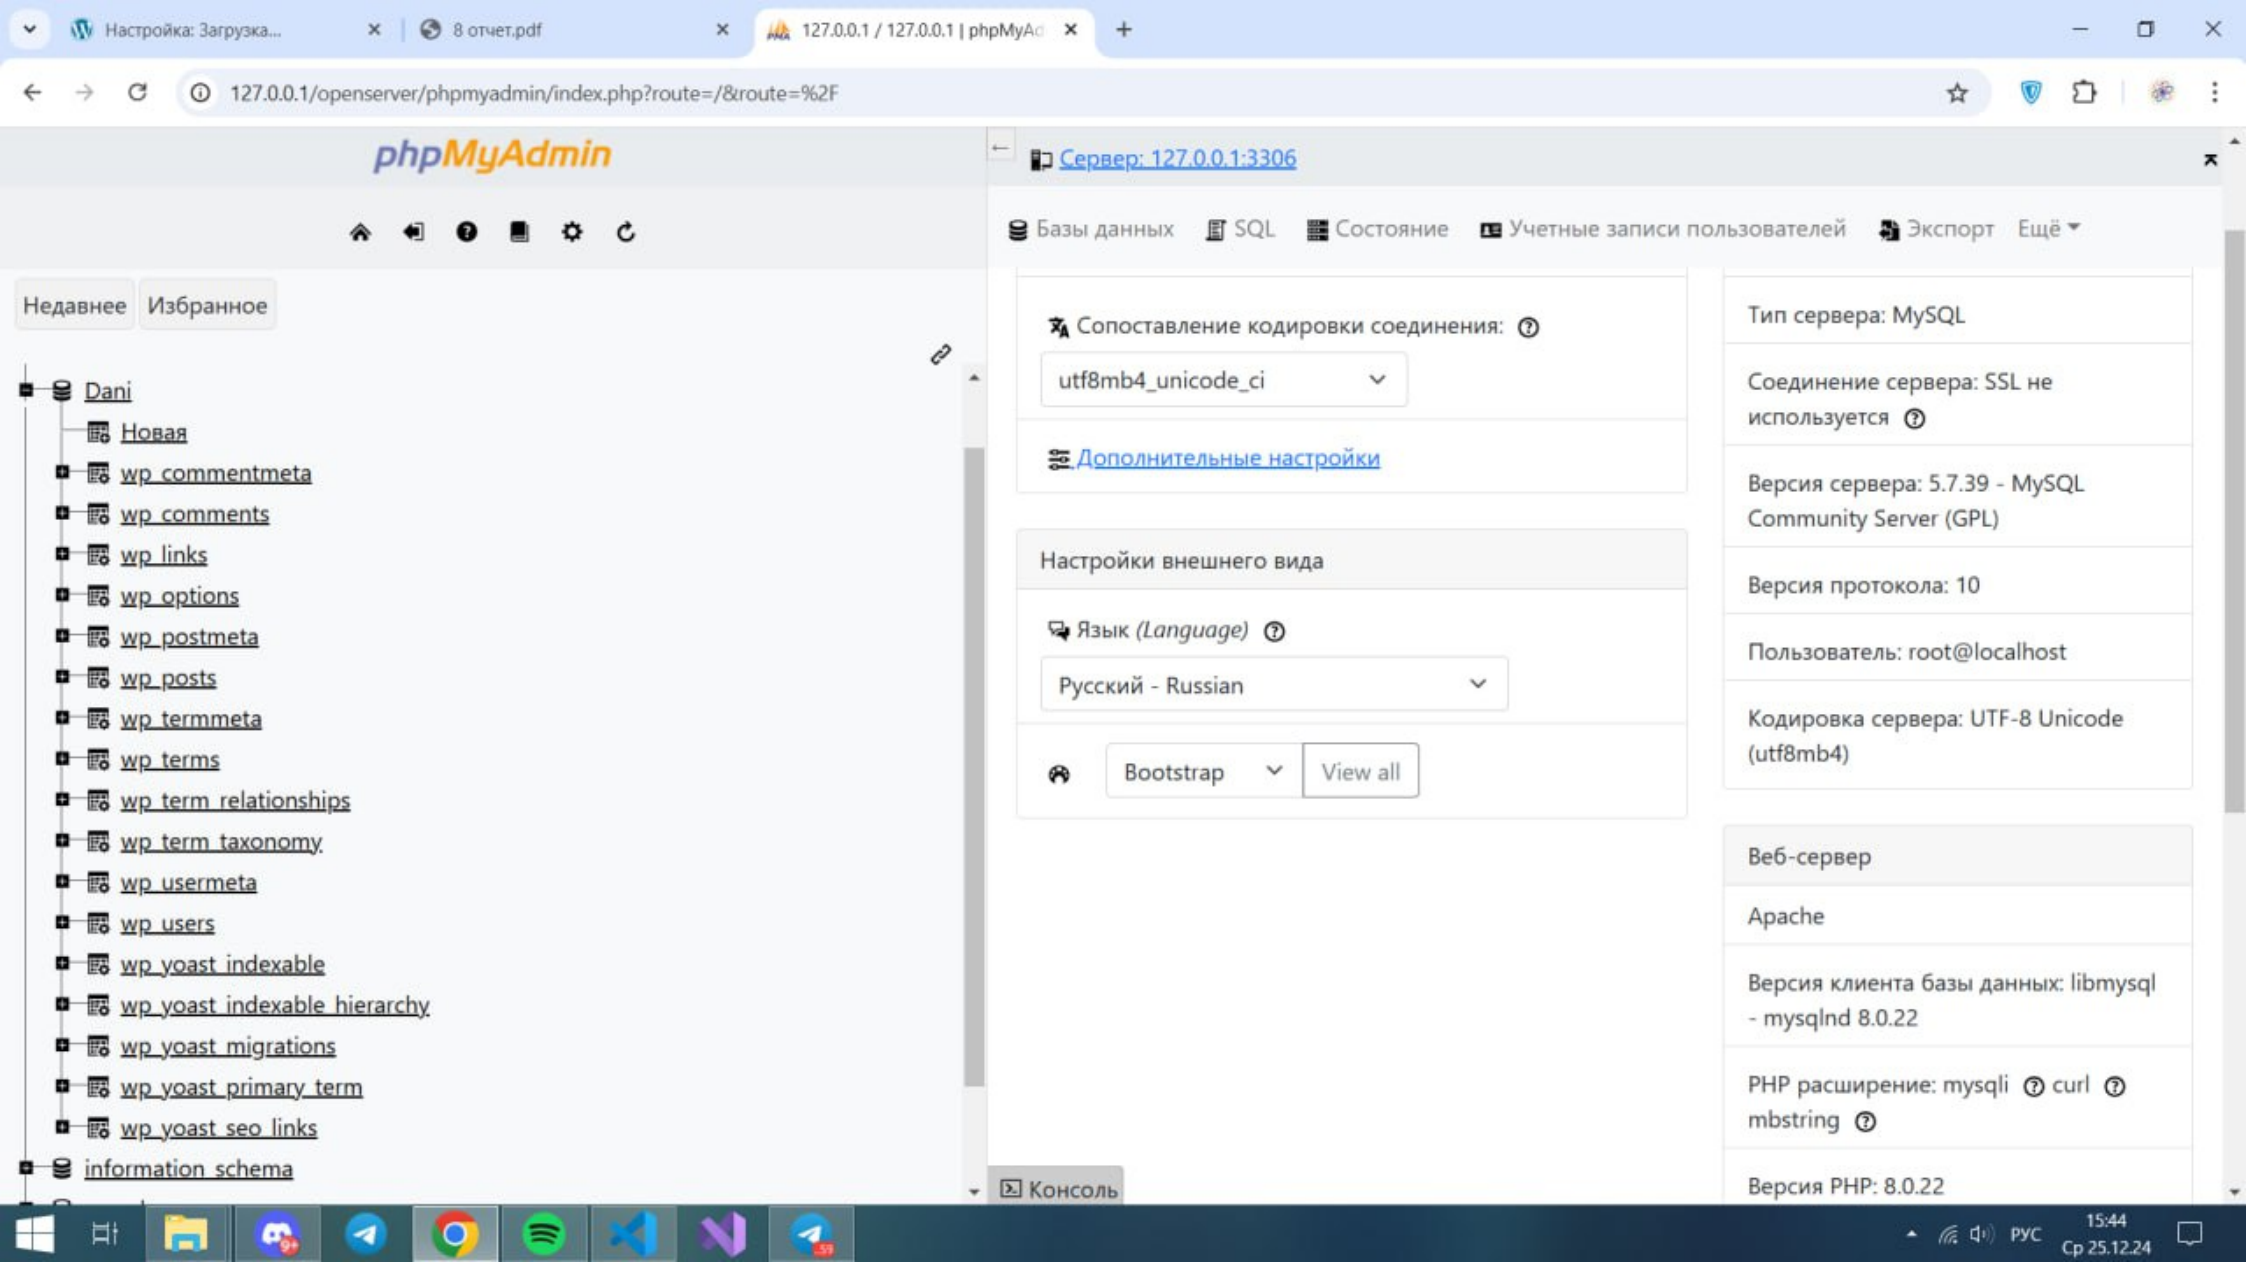 Настройка: Загрузка...
8 отчет.pdf
127.0.0.1 / 127.0.0.1 | phpMyAd
127.0.0.1/openserver/phpmyadmin/index.php?route=/&route=%2F
phpMyAdmin
Недавнее
Избранное
Dani
Новая
wp_commentmeta
wp_comments
wp_links
wp_options
wp_postmeta
wp_posts
wp_termmeta
wp_terms
wp_term_relationships
wp_term_taxonomy
wp_usermeta
wp_users
wp_yoast_indexable
wp_yoast_indexable_hierarchy
wp_yoast_migrations
wp_yoast_primary_term
wp_yoast_seo_links
information_schema
Сервер: 127.0.0.1:3306
Базы данных SQL Состояние Учетные записи пользователей Экспорт Ещё
Сопоставление кодировки соединения:
utf8mb4_unicode_ci
Дополнительные настройки
Настройки внешнего вида
Язык (Language)
Русский - Russian
Bootstrap View all
Консоль
Тип сервера: MySQL
Соединение сервера: SSL не
используется
Версия сервера: 5.7.39 - MySQL
Community Server (GPL)
Версия протокола: 10
Пользователь: root@localhost
Кодировка сервера: UTF-8 Unicode
(utf8mb4)
Веб-сервер
Apache
Версия клиента базы данных: libmysql
- mysqlnd 8.0.22
PHP расширение: mysqli curl
mbstring
Версия PHP: 8.0.22
9+
59
РУС
15:44
Ср 25.12.24